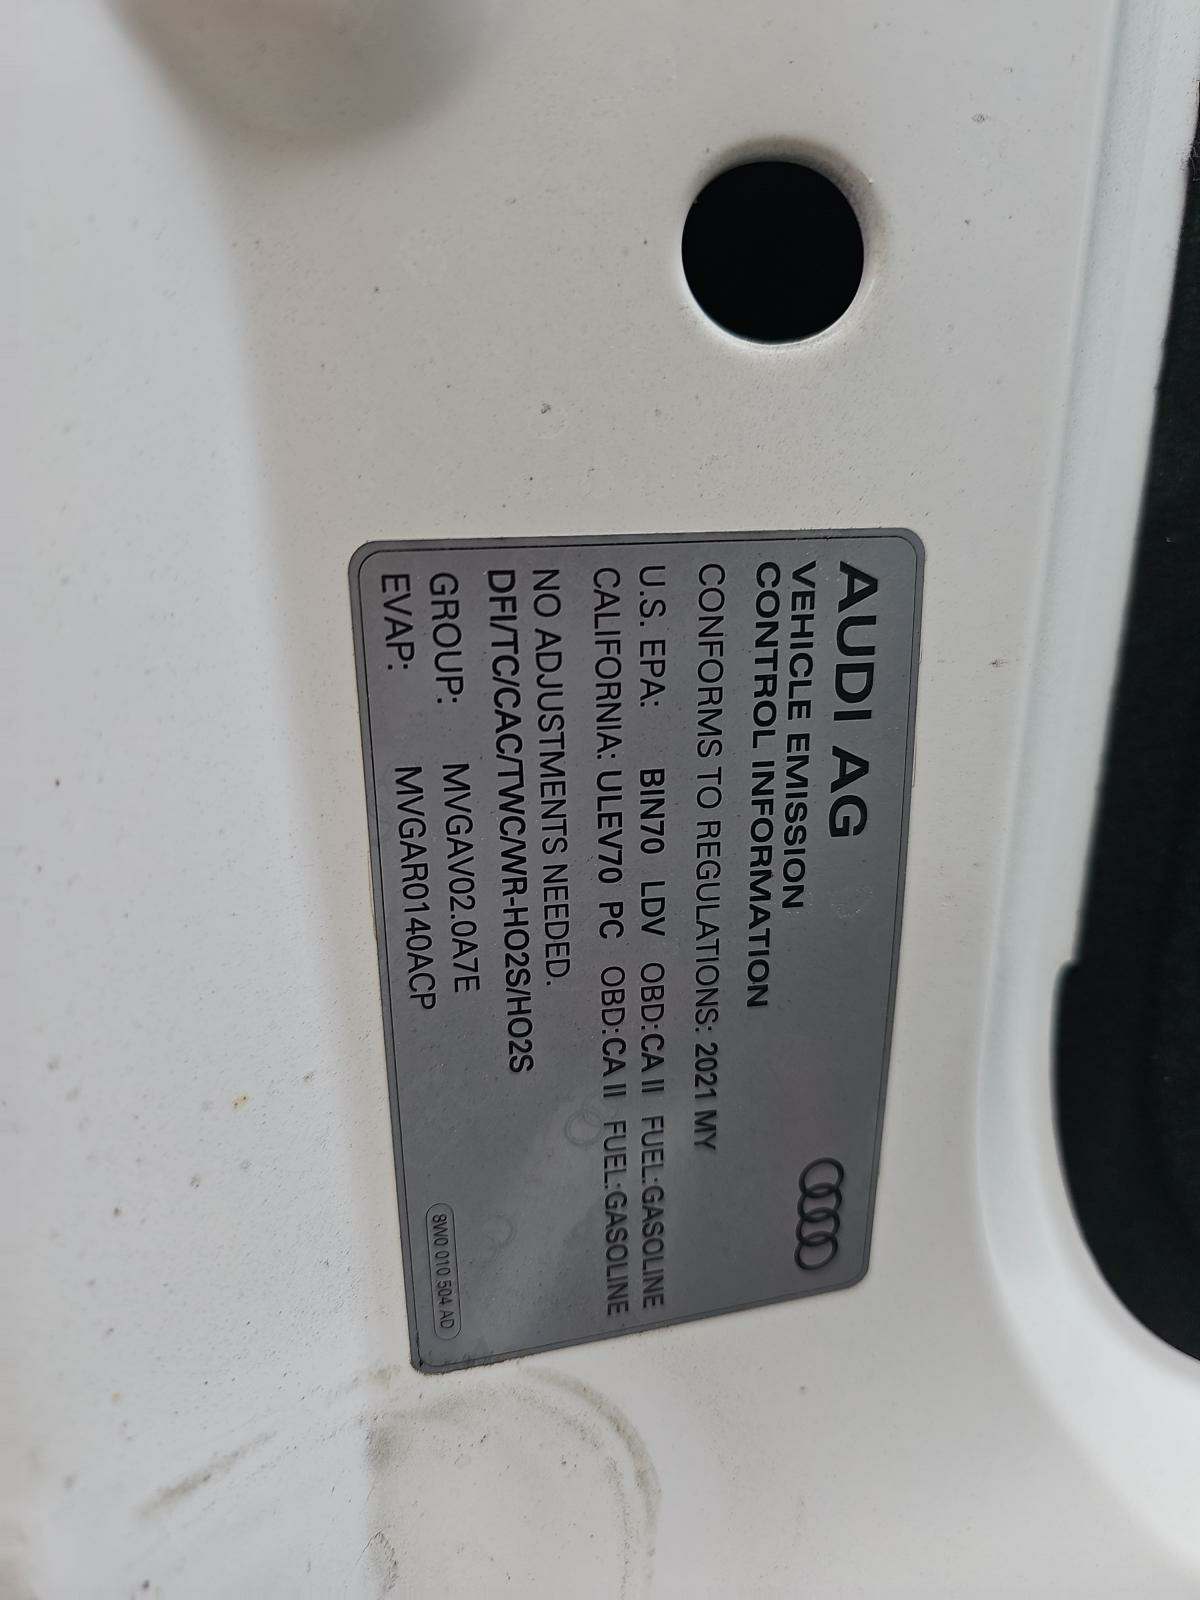 AUDI AG
VEHICLE EMISSION
CONTROL INFORMATION
CONFORMS TO REGULATIONS: 2021 MY
U.S. EPA: BIN70 LDV OBD:CA II FUEL:GASOLINE
CALIFORNIA: ULEV70 PC OBD:CA II FUEL:GASOLINE
NO ADJUSTMENTS NEEDED.
DFI/TC/CAC/TWC/WR-HO2S/HO2S
GROUP: MVGAV02.0A7E
EVAP: MVGAR0140ACP
8W0 010 504 AD